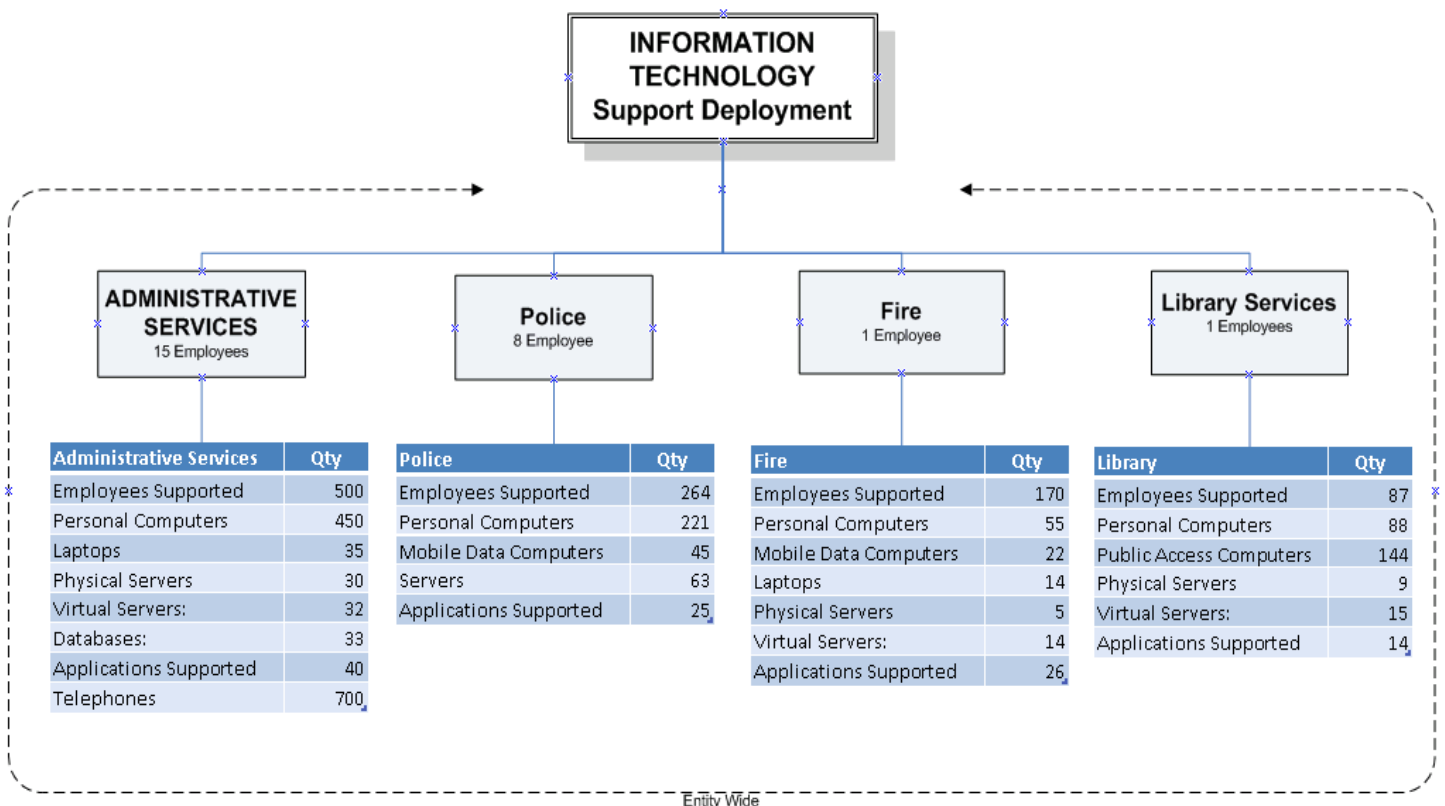 INFORMATION
TECHNOLOGY
Support Deployment
ADMINISTRATIVE
SERVICES
15 Employees
Police
8 Employee
Fire
1 Employee
Library Services
1 Employees
Administrative Services Qty
Employees Supported 500
Personal Computers 450
Laptops 35
Physical Servers 30
Virtual Servers: 32
Databases: 33
Applications Supported 40
Telephones 700
Police Qty
Employees Supported 264
Personal Computers 221
Mobile Data Computers 45
Servers 63
Applications Supported 25
Fire Qty
Employees Supported 170
Personal Computers 55
Mobile Data Computers 22
Laptops 14
Physical Servers 5
Virtual Servers: 14
Applications Supported 26
Library Qty
Employees Supported 87
Personal Computers 88
Public Access Computers 144
Physical Servers 9
Virtual Servers: 15
Applications Supported 14
Entity Wide